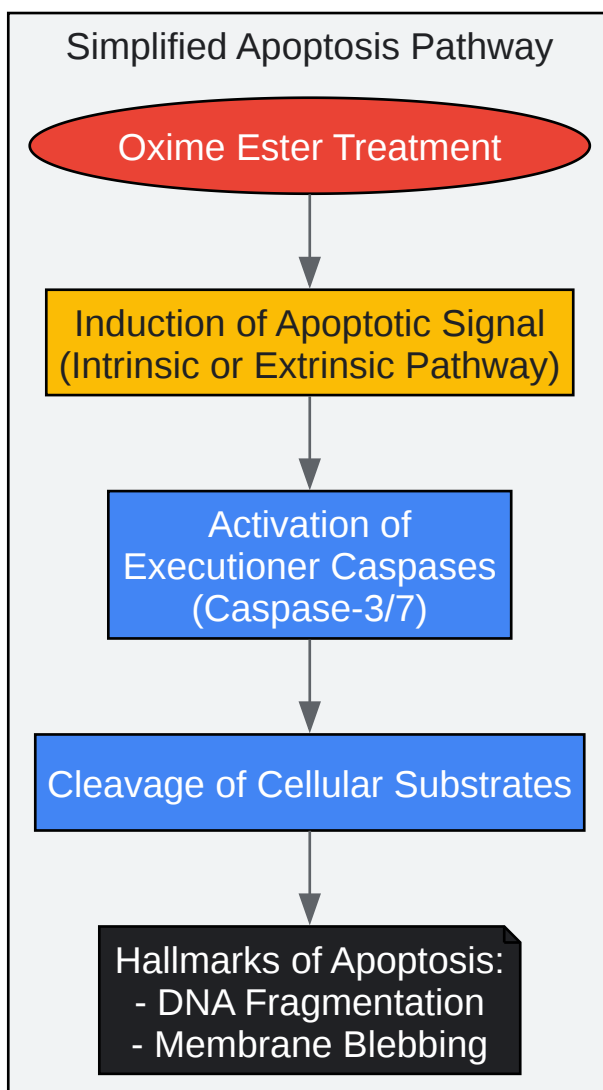 Simplified Apoptosis Pathway
Oxime Ester Treatment
Induction of Apoptotic Signal
(Intrinsic or Extrinsic Pathway)
Activation of
Executioner Caspases
(Caspase-3/7)
Cleavage of Cellular Substrates
Hallmarks of Apoptosis:
- DNA Fragmentation
- Membrane Blebbing